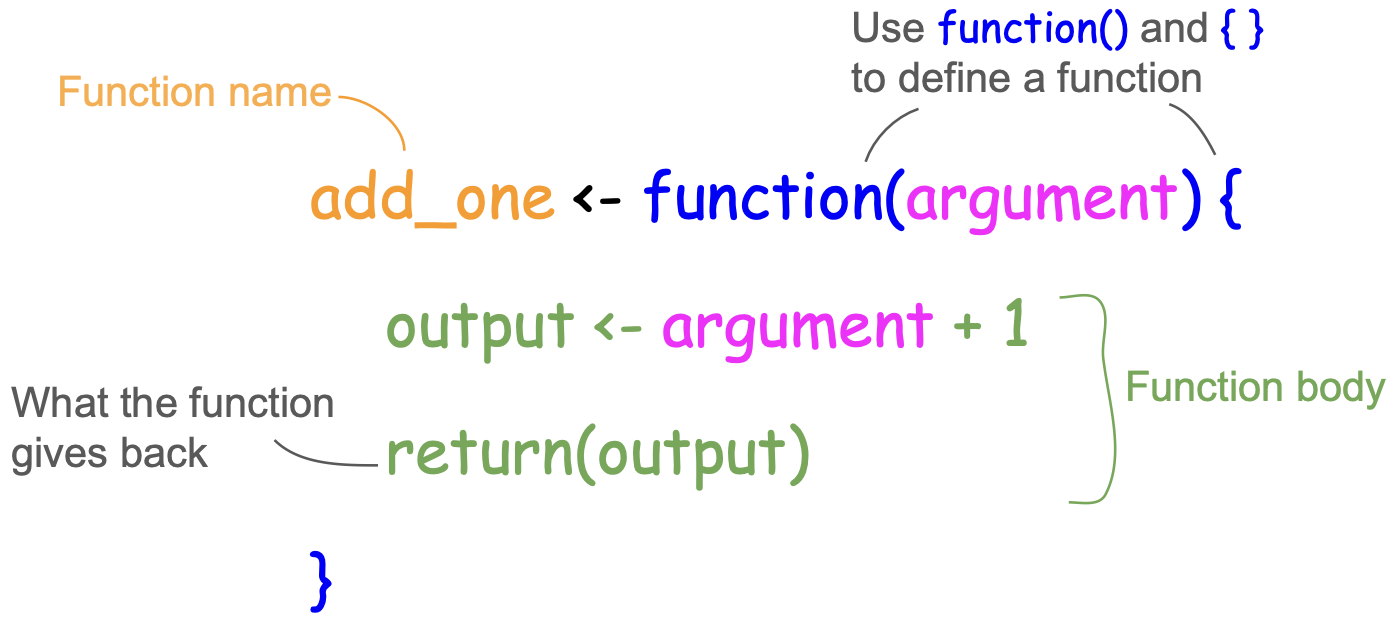 Use function() and { }
to define a function
Function name
add_one <- function(argument) {
output <- argument + 1
Function body
What the function
gives back
return(output)
}